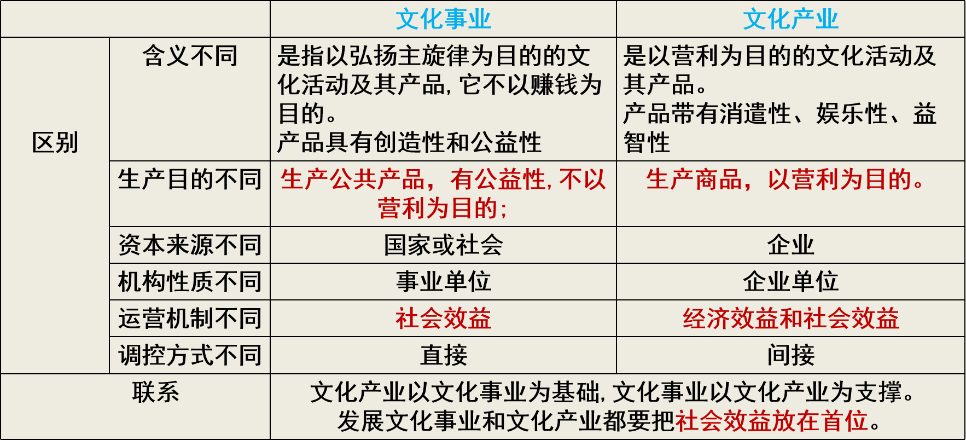 文化事业
文化产业
区别
含义不同
是指以弘扬主旋律为目的的文
化活动及其产品,它不以赚钱为
目的。
产品具有创造性和公益性
是以营利为目的的文化活动及
其产品。
产品带有消遣性、娱乐性、益
智性
生产目的不同
生产公共产品，有公益性,不以
营利为目的;
生产商品，以营利为目的。
资本来源不同
国家或社会
企业
机构性质不同
事业单位
企业单位
运营机制不同
社会效益
经济效益和社会效益
调控方式不同
直接
间接
联系
文化产业以文化事业为基础,文化事业以文化产业为支撑。
发展文化事业和文化产业都要把社会效益放在首位。